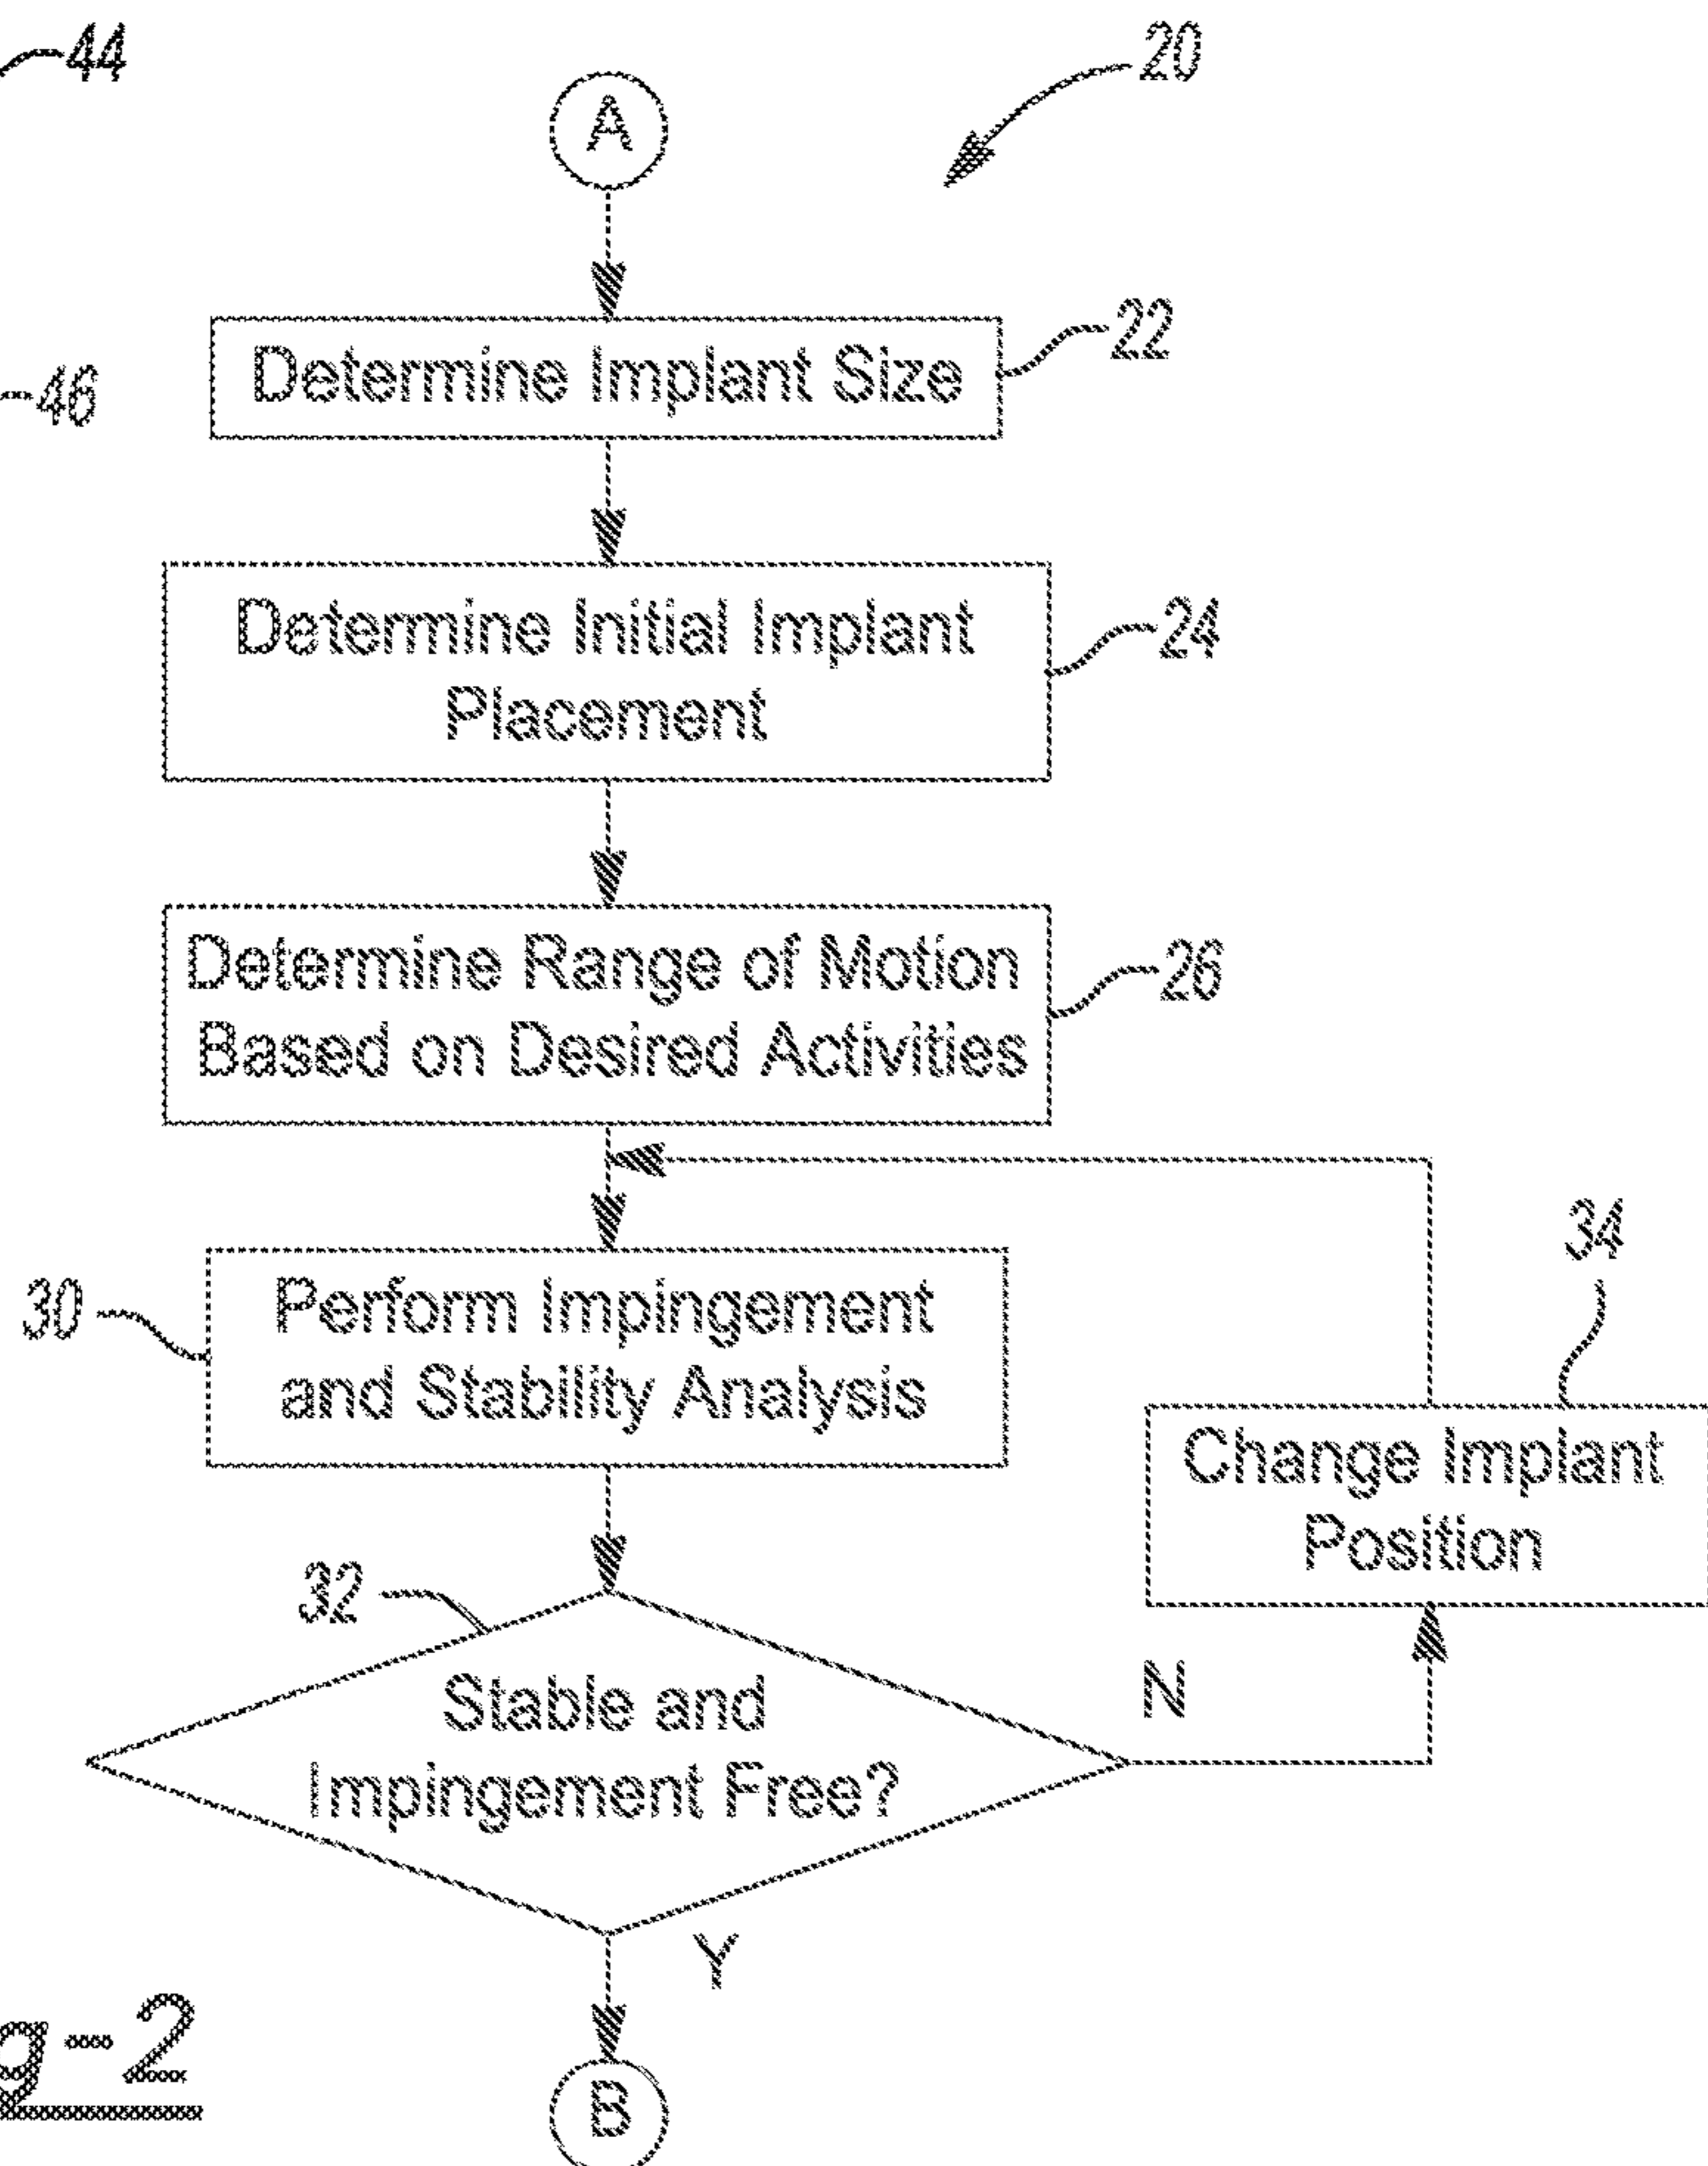 44
20
A
22
Determine Implant Size
46
Determine Initial Implant
Placement
24
Determine Range of Motion
Based on Desired Activities
26
34
30
Perform Impingement
and Stability Analysis
Change Implant
Position
32
Stable and
Impingement Free?
N
Y
g-2
B